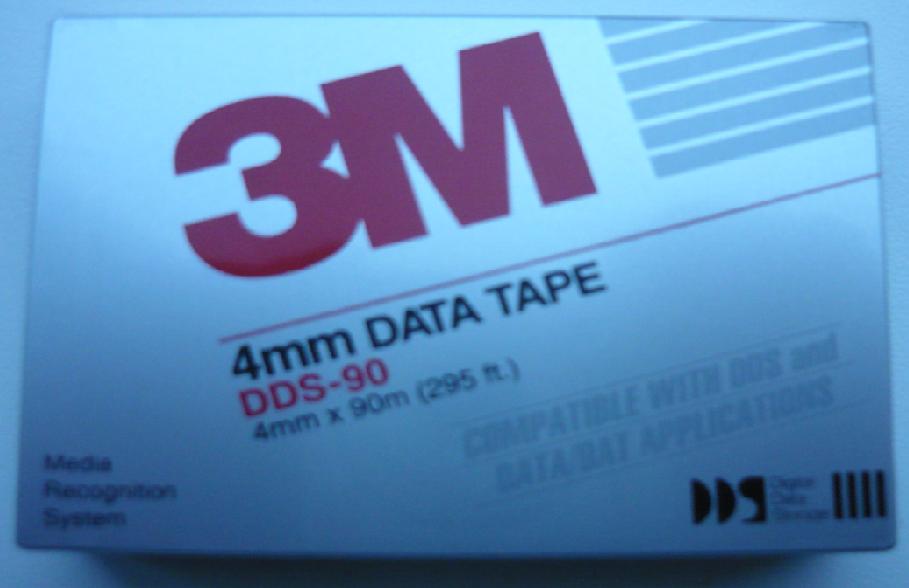 3M
4mm DATA TAPE
DDS-90
4mm x 90m (295 ft.)
COMPATIBLE WITH DDS and
DATA/DAT APPLICATIONS
Media
Recognition
System
DDS
Digital
Data
Storage